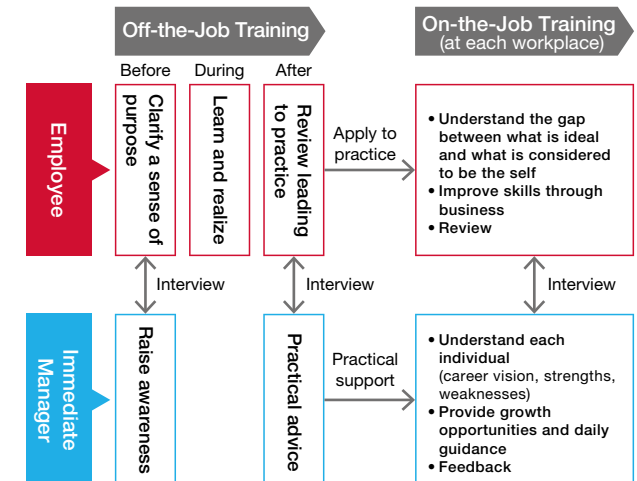 Off-the-Job Training
On-the-Job Training
(at each workplace)
Before
During
After
Employee
Clarify a sense of
purpose
Learn and realize
Review leading
to practice
Apply to
practice
• Understand the gap
between what is ideal
and what is considered
to be the self
• Improve skills through
business
• Review
Interview
Interview
Interview
Immediate
Manager
Raise awareness
Practical advice
Practical
support
• Understand each
individual
(career vision, strengths,
weaknesses)
• Provide growth
opportunities and daily
guidance
• Feedback